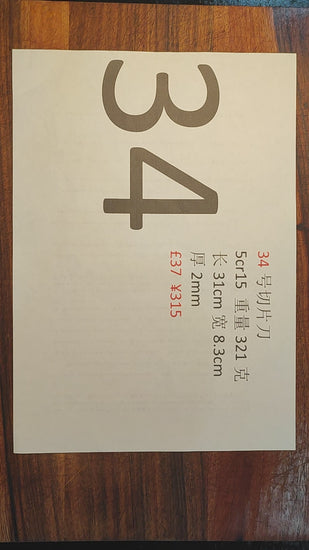 34
34 号切片刀
5cr15 重量 321 克
长 31cm 宽 8.3cm
厚 2mm
£37 ¥315